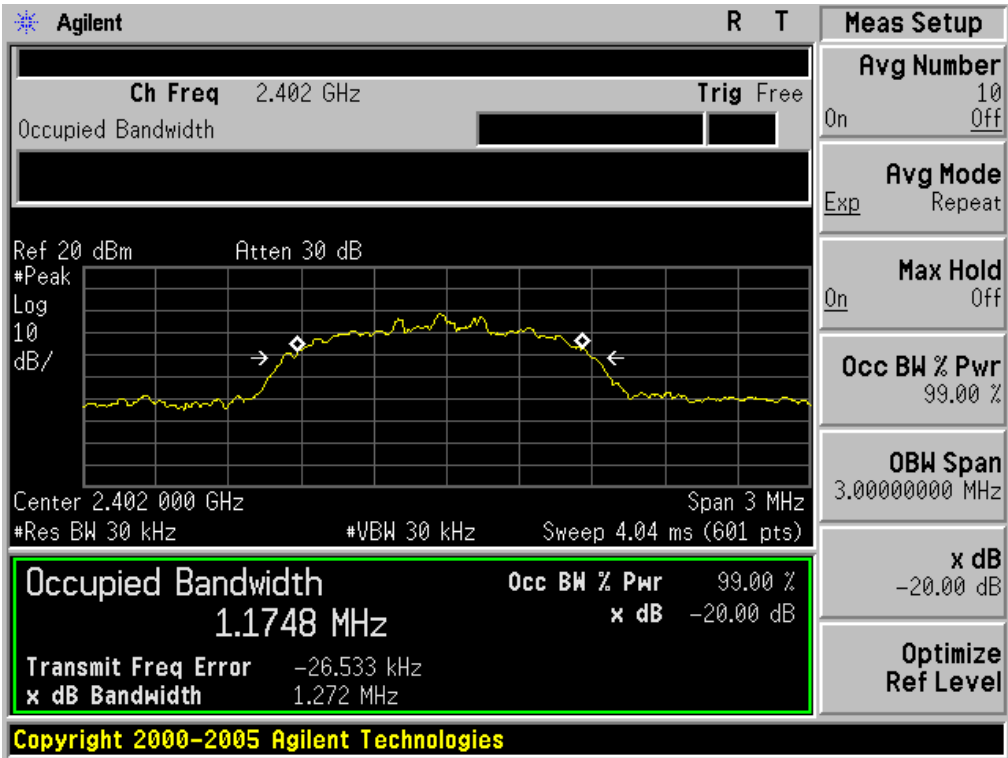 Agilent R T
Ch Freq 2.402 GHz Trig Free
Occupied Bandwidth
Ref 20 dBm Atten 30 dB
#Peak
Log
10
dB/
Center 2.402 000 GHz Span 3 MHz
#Res BW 30 kHz #VBW 30 kHz Sweep 4.04 ms (601 pts)
Occupied Bandwidth Occ BW % Pwr 99.00 %
1.1748 MHz x dB -20.00 dB
Transmit Freq Error -26.533 kHz
x dB Bandwidth 1.272 MHz
Copyright 2000-2005 Agilent Technologies
Meas Setup
Avg Number
10
On Off
Avg Mode
Exp Repeat
Max Hold
On Off
Occ BW % Pwr
99.00 %
OBW Span
3.00000000 MHz
x dB
-20.00 dB
Optimize
Ref Level